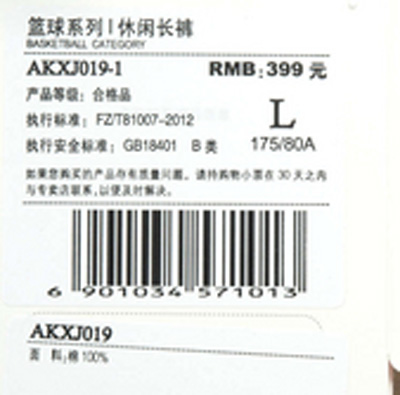 篮球系列 | 休闲长裤
BASKETBALL CATEGORY
AKXJ019-1 RMB: 399 元
产品等级: 合格品
执行标准: FZ/T81007-2012 L
执行安全标准: GB18401 B 类 175/80A
如果您购买的产品存有质量问题, 请持购物小票在 30 天之内
与专卖店联系, 以便及时解决。
6 901034 571013
AKXJ019
面 料: 棉 100%